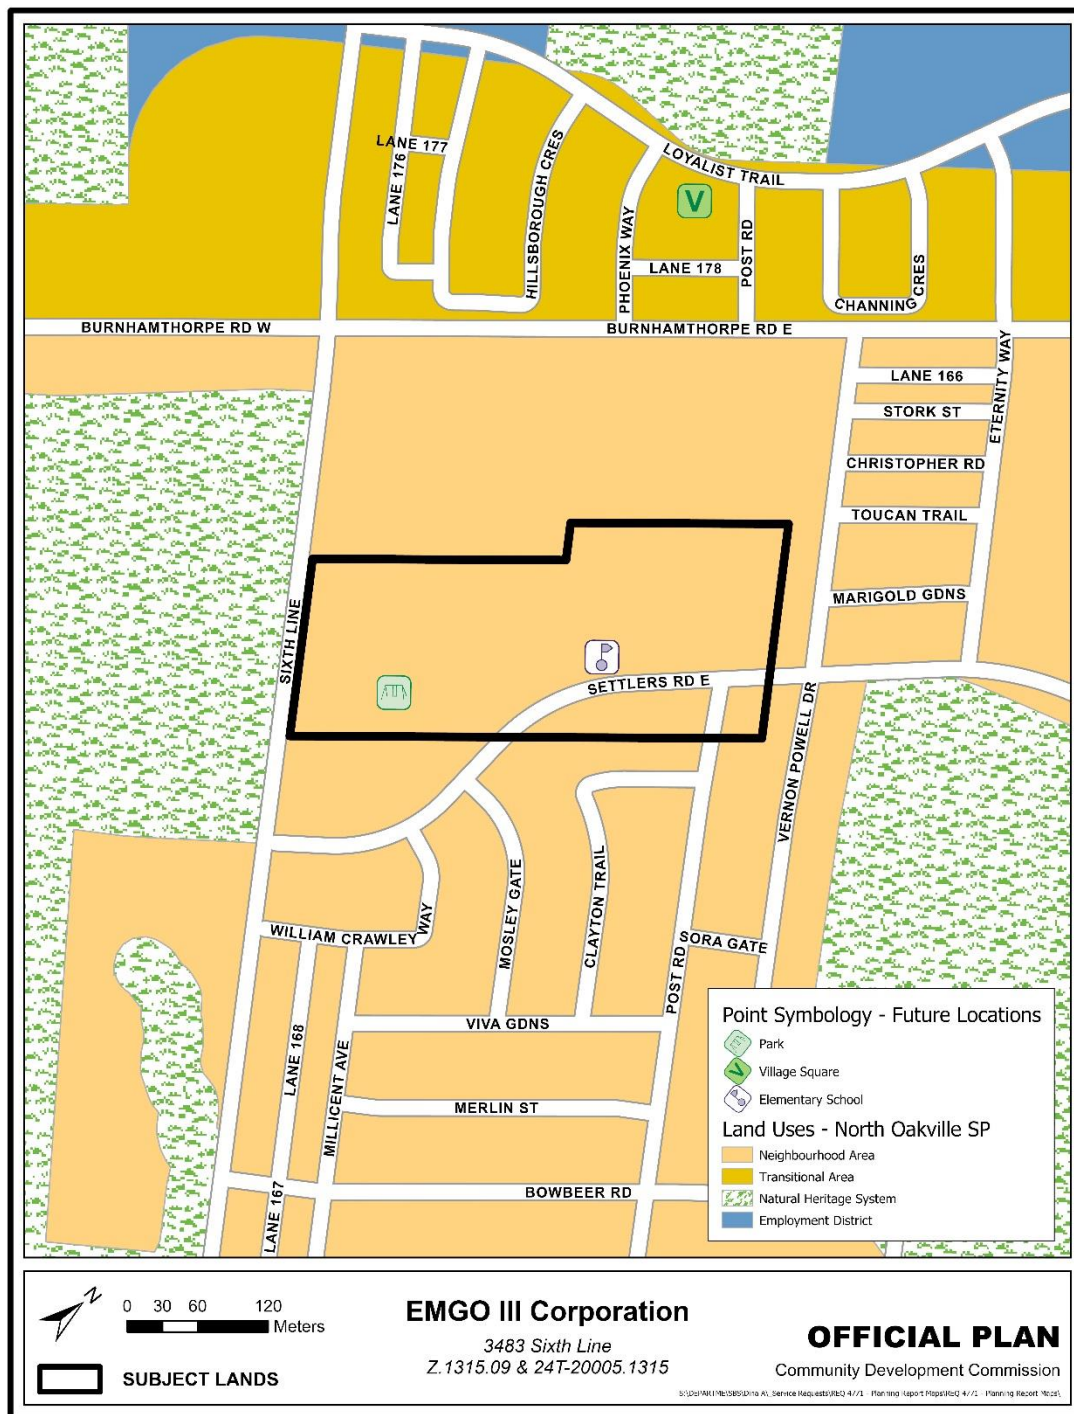 LANE 177
LANE 176
HILLSBOROUGH CRES
LOYALIST TRAIL
V
PHOENIX WAY
POST RD
LANE 178
CHANNING CRES
BURNHAMTHORPE RD W
BURNHAMTHORPE RD E
ETERNITY WAY
LANE 166
STORK ST
CHRISTOPHER RD
TOUCAN TRAIL
MARIGOLD GDNS
SIXTH LINE
SETTLERS RD E
VERNON POWELL DR
WILLIAM CRAWLEY WAY
MOSLEY GATE
CLAYTON TRAIL
POST RD
SORA GATE
VIVA GDNS
LANE 168
MILLICENT AVE
MERLIN ST
BOWBEER RD
LANE 167
Point Symbology - Future Locations
Park
V Village Square
Elementary School
Land Uses - North Oakville SP
Neighbourhood Area
Transitional Area
Natural Heritage System
Employment District
N
0 30 60 120
Meters
SUBJECT LANDS
EMGO III Corporation
3483 Sixth Line
Z.1315.09 & 24T-20005.1315
OFFICIAL PLAN
Community Development Commission